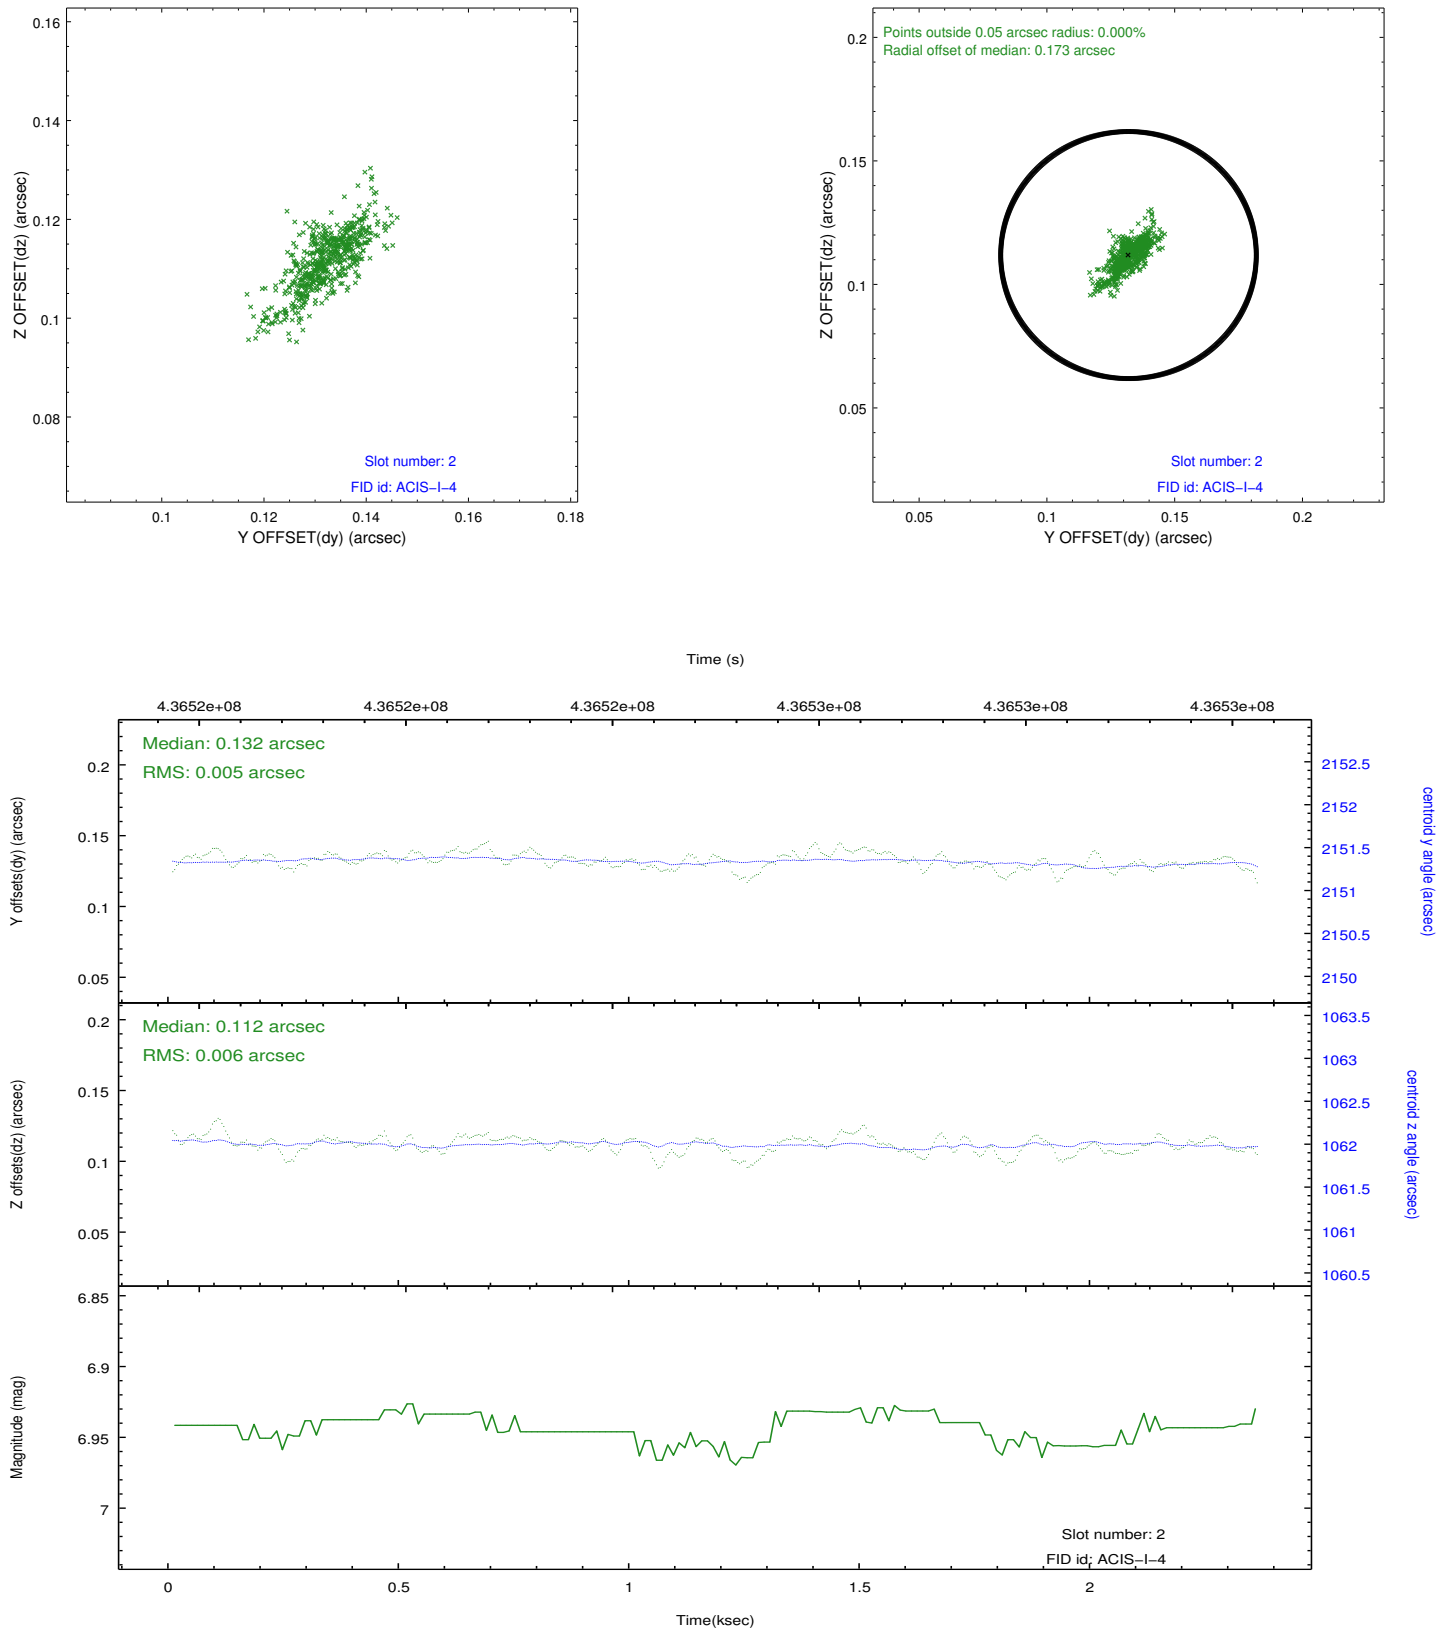 0.16
0.14
0.12
0.1
0.08
Z OFFSET(dz) (arcsec)
Slot number: 2
FID id: ACIS−I−4
0.1 0.12 0.14 0.16 0.18
Y OFFSET(dy) (arcsec)
Points outside 0.05 arcsec radius: 0.000%
Radial offset of median: 0.173 arcsec
0.2
0.15
0.1
0.05
Z OFFSET(dz) (arcsec)
Slot number: 2
FID id: ACIS−I−4
0.05 0.1 0.15 0.2
Y OFFSET(dy) (arcsec)
Time (s)
4.3652e+08 4.3652e+08 4.3652e+08 4.3653e+08 4.3653e+08 4.3653e+08
Median: 0.132 arcsec
RMS: 0.005 arcsec
0.2
0.15
0.1
0.05
Y offsets(dy) (arcsec)
2152.5
2152
2151.5
2151
2150.5
2150
centroid y angle (arcsec)
Median: 0.112 arcsec
RMS: 0.006 arcsec
0.2
0.15
0.1
0.05
Z offsets(dz) (arcsec)
1063.5
1063
1062.5
1062
1061.5
1061
1060.5
centroid z angle (arcsec)
6.85
6.9
6.95
7
Magnitude (mag)
Slot number: 2
FID id: ACIS−I−4
0 0.5 1 1.5 2
Time(ksec)